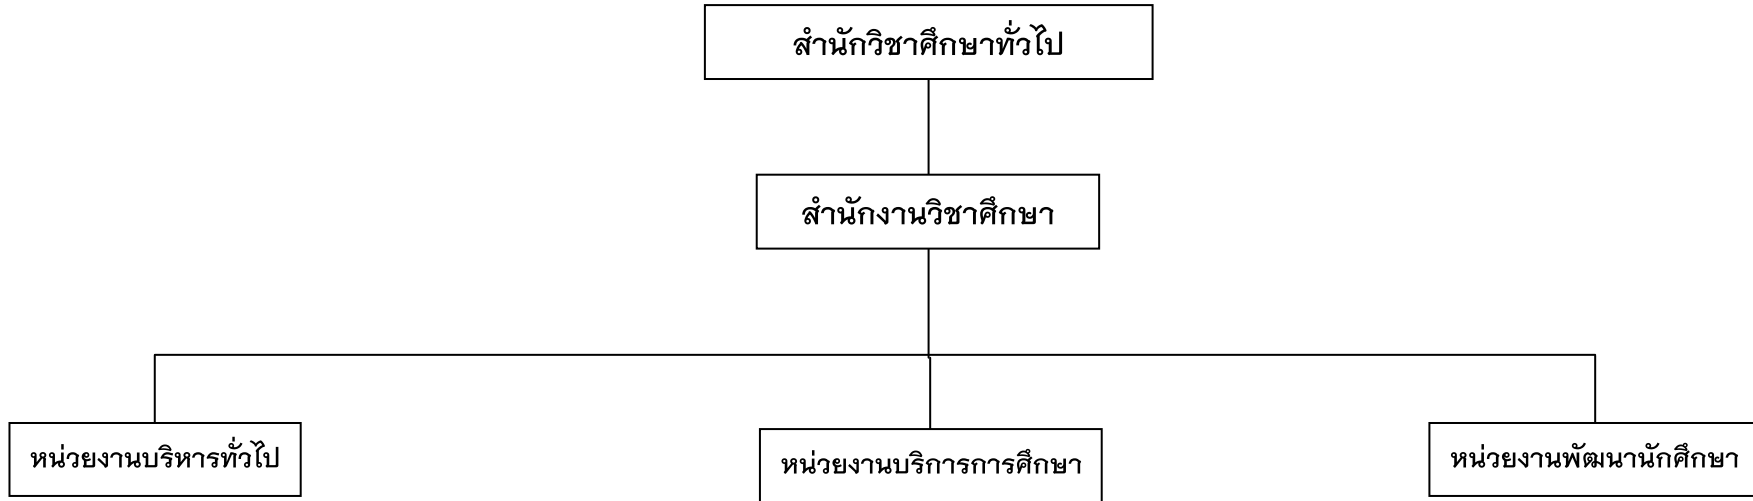 สำนักวิชาศึกษาทั่วไป
สำนักงานวิชาศึกษา
หน่วยงานบริหารทั่วไป
หน่วยงานบริการการศึกษา
หน่วยงานพัฒนานักศึกษา